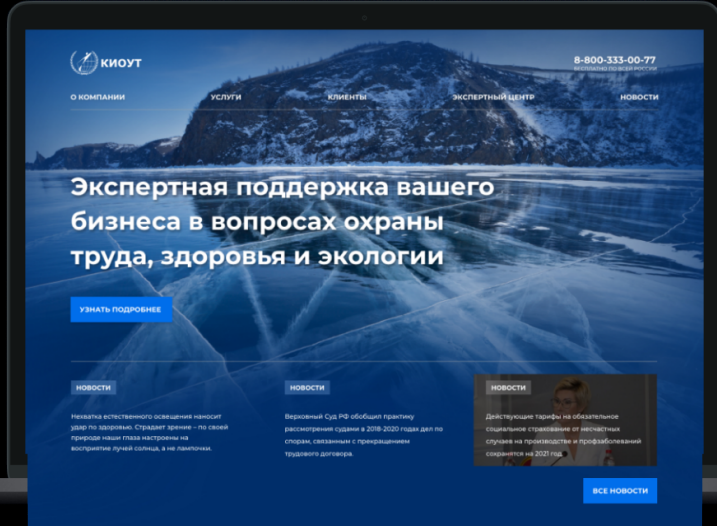 КИОУТ
8-800-333-00-77
БЕСПЛАТНО ПО ВСЕЙ РОССИИ
О КОМПАНИИ
УСЛУГИ
КЛИЕНТЫ
ЭКСПЕРТНЫЙ ЦЕНТР
НОВОСТИ
Экспертная поддержка вашего
бизнеса в вопросах охраны
труда, здоровья и экологии
УЗНАТЬ ПОДРОБНЕЕ
НОВОСТИ
Нехватка естественного освещения наносит
удар по здоровью. Страдает зрение – по своей
природе наши глаза настроены на
восприятие лучей солнца, а не лампочки.
НОВОСТИ
Верховный Суд РФ обобщил практику
рассмотрения судами в 2018-2020 годах дел по
спорам, связанным с прекращением
трудового договора.
НОВОСТИ
Действующие тарифы на обязательное
социальное страхование от несчастных
случаев на производстве и профзаболеваний
сохранятся на 2021 год.
ВСЕ НОВОСТИ